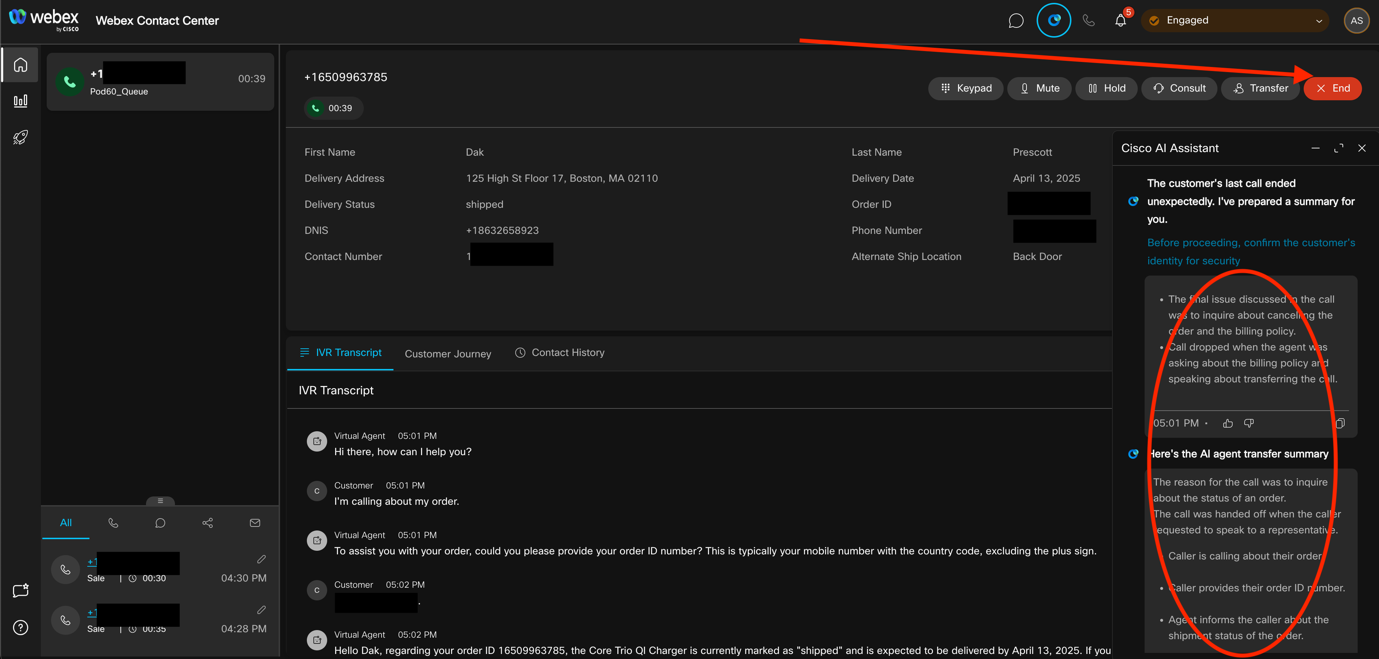 webex
by CISCO
Webex Contact Center
5
Engaged
AS
+1
00:39
Pod60_Queue
+16509963785
00:39
Keypad
Mute
Hold
Consult
Transfer
End
First Name
Dak
Last Name
Prescott
Delivery Address
125 High St Floor 17, Boston, MA 02110
Delivery Date
April 13, 2025
Delivery Status
shipped
Order ID
DNIS
+18632658923
Phone Number
Contact Number
1
Alternate Ship Location
Back Door
IVR Transcript
Customer Journey
Contact History
IVR Transcript
Virtual Agent 05:01 PM
Hi there, how can I help you?
Customer 05:01 PM
C
I'm calling about my order.
Virtual Agent 05:01 PM
To assist you with your order, could you please provide your order ID number? This is typically your mobile number with the country code, excluding the plus sign.
Customer 05:02 PM
C
.
Virtual Agent 05:02 PM
Hello Dak, regarding your order ID 16509963785, the Core Trio QI Charger is currently marked as "shipped" and is expected to be delivered by April 13, 2025. If you
All
+1
Sale | 00:30
04:30 PM
+1
Sale | 00:35
04:28 PM
Cisco AI Assistant
The customer's last call ended
unexpectedly. I've prepared a summary for
you.
Before proceeding, confirm the customer's
identity for security
• The final issue discussed in the call
was to inquire about canceling the
order and the billing policy.
• Call dropped when the agent was
asking about the billing policy and
speaking about transferring the call.
05:01 PM •
Here's the AI agent transfer summary
The reason for the call was to inquire
about the status of an order.
The call was handed off when the caller
requested to speak to a representative.
Caller is calling about their order.
• Caller provides their order ID number.
• Agent informs the caller about the
shipment status of the order.